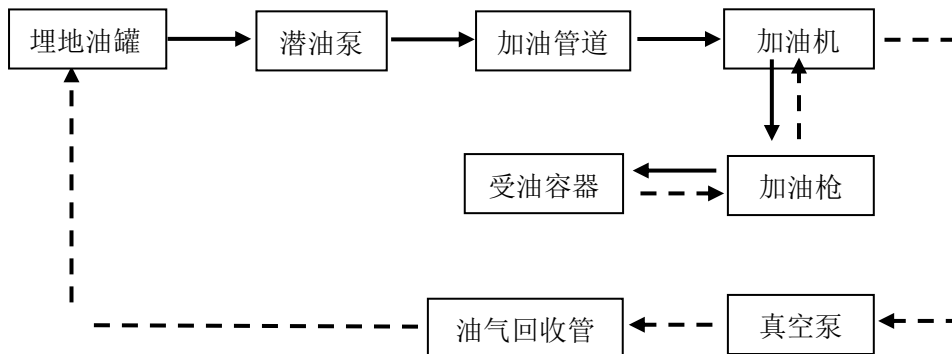 埋地油罐
潜油泵
加油管道
加油机
受油容器
加油枪
油气回收管
真空泵